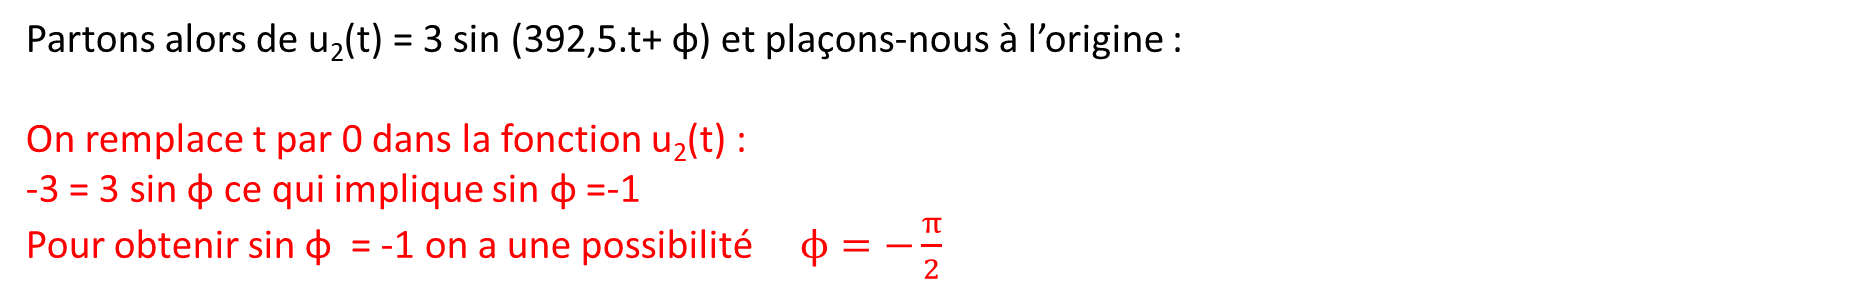 Partons alors de u₂(t) = 3 sin (392,5.t+ ϕ) et plaçons-nous à l’origine :
On remplace t par 0 dans la fonction u₂(t) :
-3 = 3 sin ϕ ce qui implique sin ϕ =-1
Pour obtenir sin ϕ = -1 on a une possibilité ϕ = −π/2